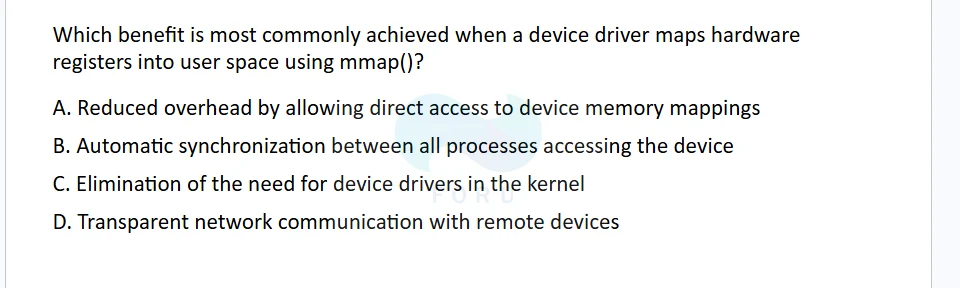 Which benefit is most commonly achieved when a device driver maps hardware
registers into user space using mmap()?
A. Reduced overhead by allowing direct access to device memory mappings
B. Automatic synchronization between all processes accessing the device
C. Elimination of the need for device drivers in the kernel
FORU
D. Transparent network communication with remote devices